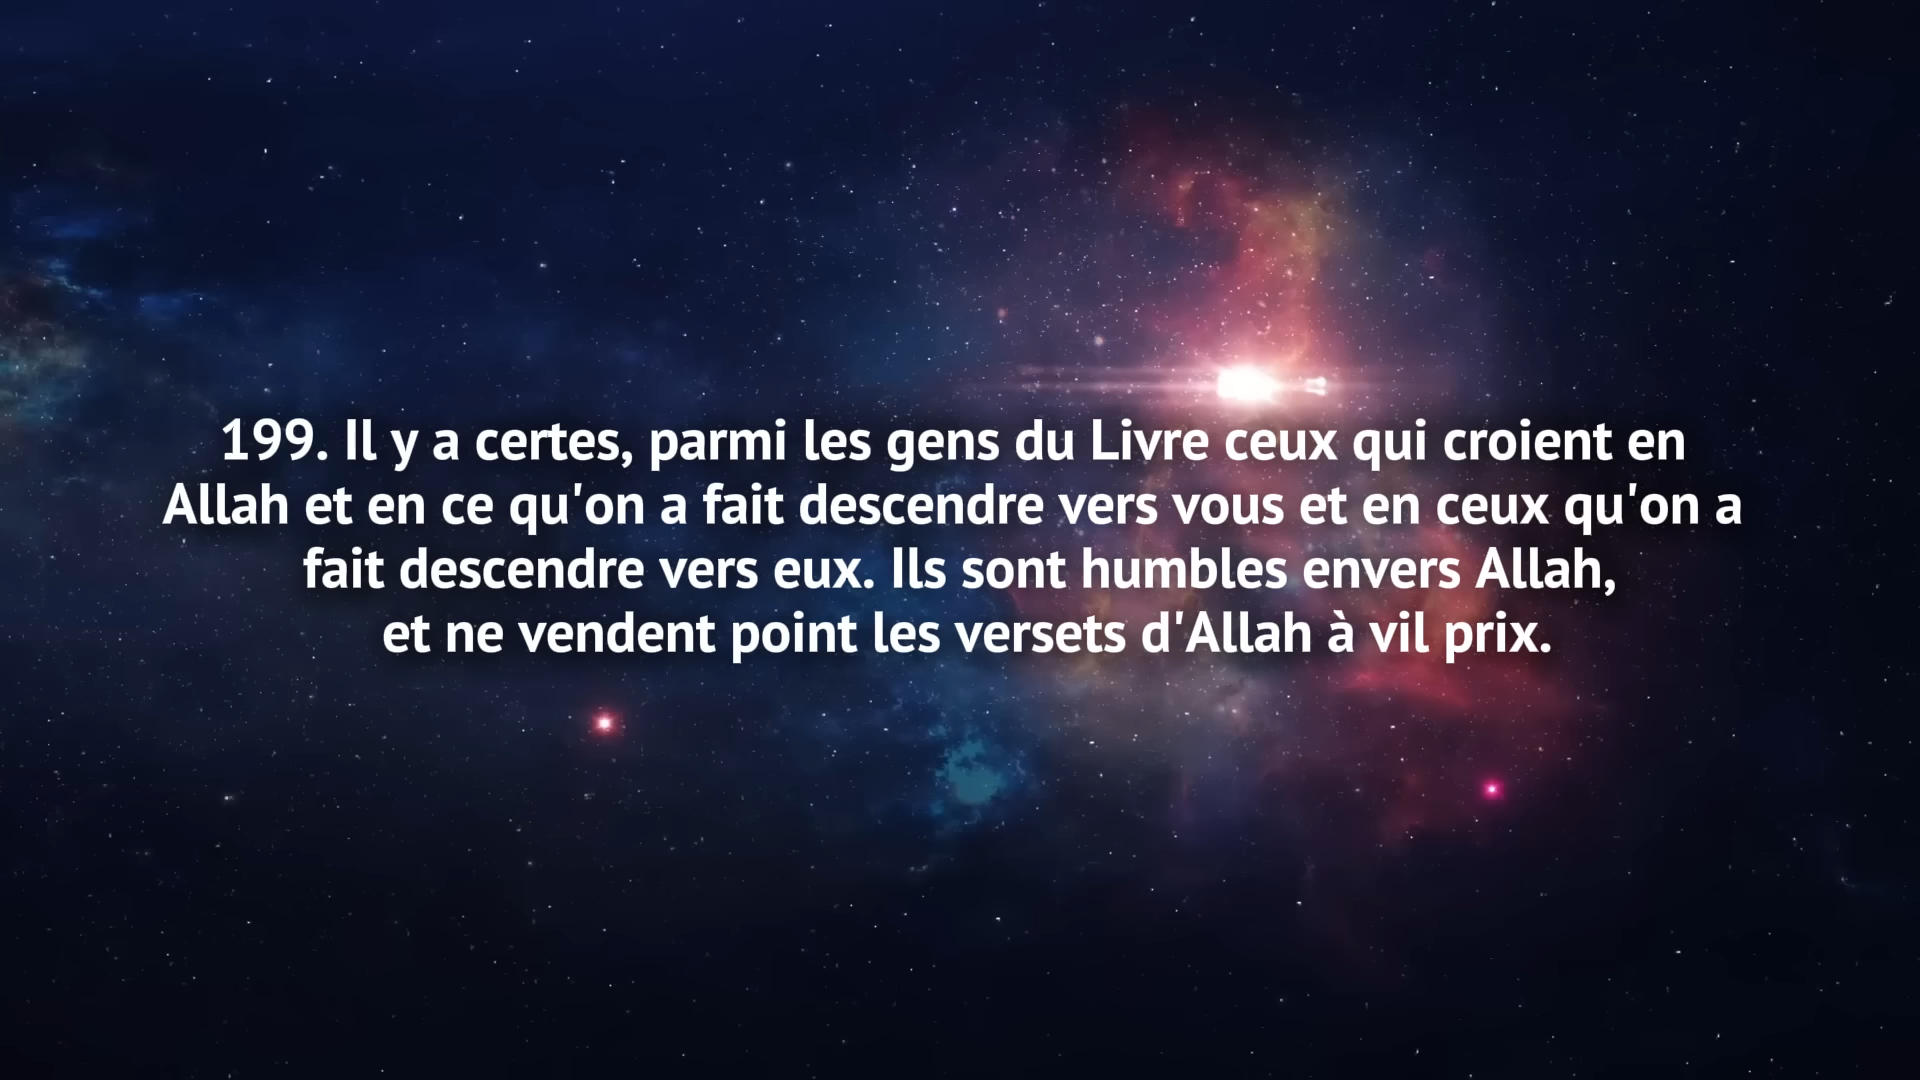 199. Il y a certes, parmi les gens du Livre ceux qui croient en
Allah et en ce qu'on a fait descendre vers vous et en ceux qu'on a
fait descendre vers eux. Ils sont humbles envers Allah,
et ne vendent point les versets d'Allah à vil prix.